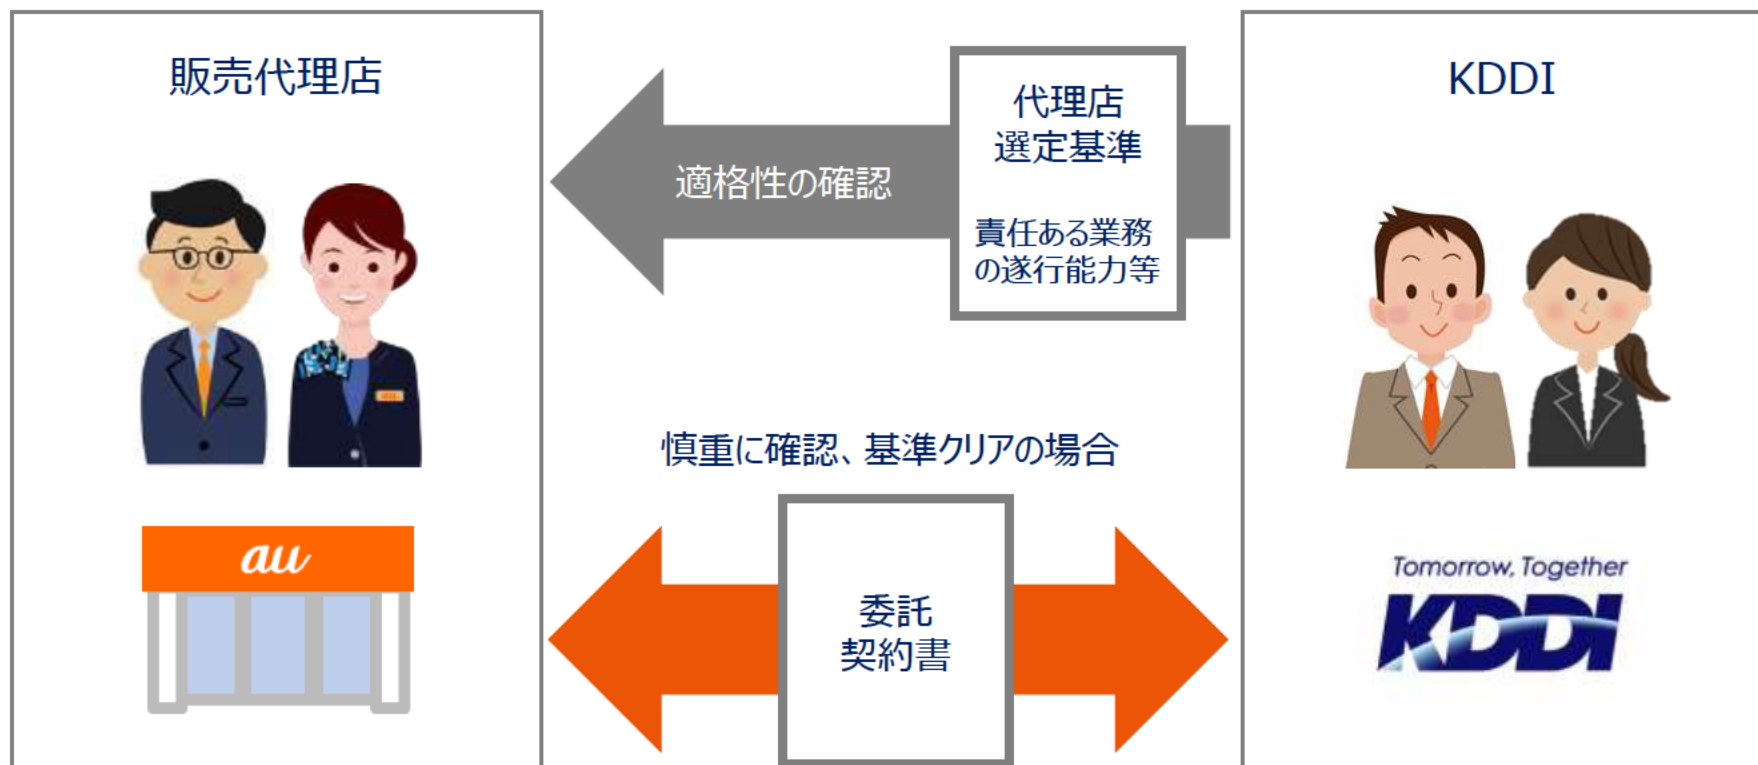 販売代理店
KDDI
代理店
選定基準
適格性の確認
責任ある業務
の遂行能力等
慎重に確認、基準クリアの場合
au
委託
契約書
Tomorrow, Together
KDDI